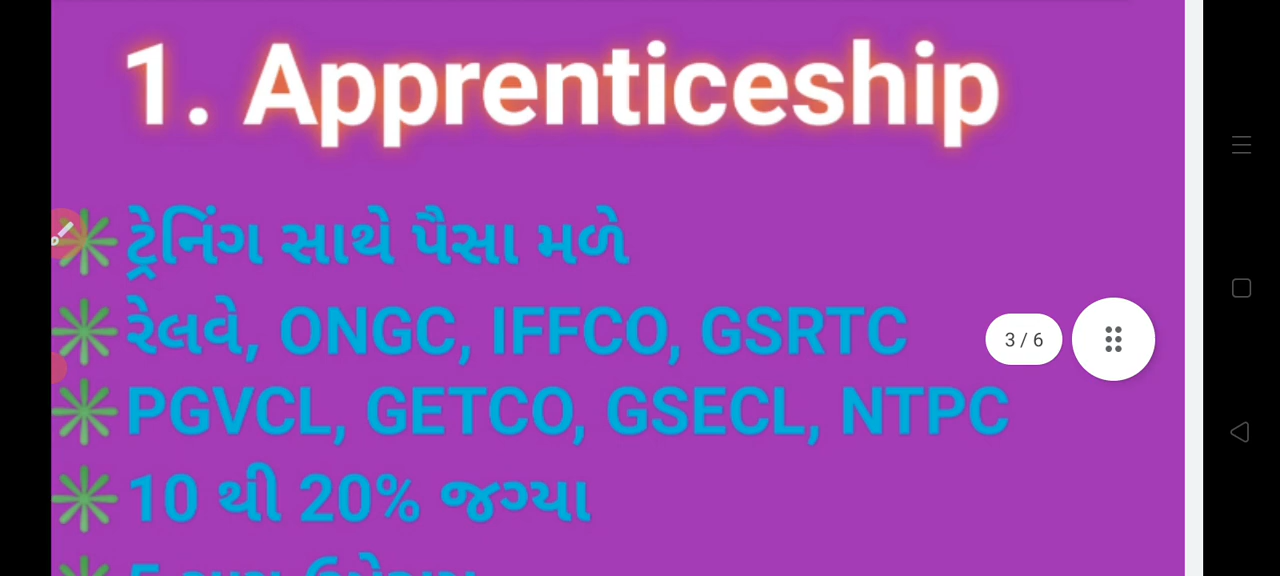 1. Apprenticeship
ટ્રેનિંગ સાથે પૈસા મળે
રેલવે, ONGC, IFFCO, GSRTC
3 / 6
PGVCL, GETCO, GSECL, NTPC
10 થી 20% જગ્યા